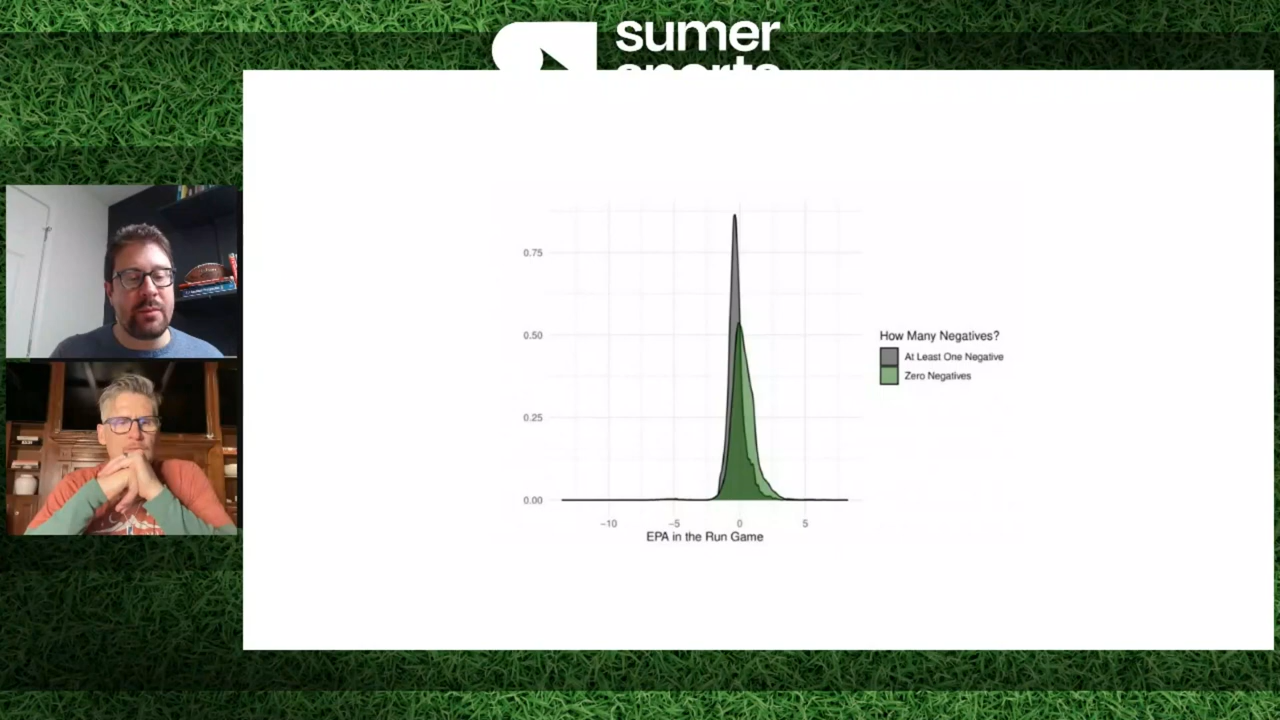 sumer
sports
0.75
0.50
0.25
0.00
−10
−5
0
5
EPA in the Run Game
How Many Negatives?
At Least One Negative
Zero Negatives